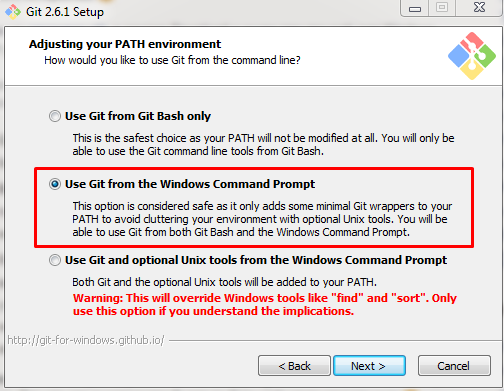 Git 2.6.1 Setup
Adjusting your PATH environment
How would you like to use Git from the command line?
Use Git from Git Bash only
This is the safest choice as your PATH will not be modified at all. You will only be
able to use the Git command line tools from Git Bash.
Use Git from the Windows Command Prompt
This option is considered safe as it only adds some minimal Git wrappers to your
PATH to avoid cluttering your environment with optional Unix tools. You will be
able to use Git from both Git Bash and the Windows Command Prompt.
Use Git and optional Unix tools from the Windows Command Prompt
Both Git and the optional Unix tools will be added to your PATH.
Warning: This will override Windows tools like "find" and "sort". Only
use this option if you understand the implications.
http://git-for-windows.github.io/
< Back
Next >
Cancel